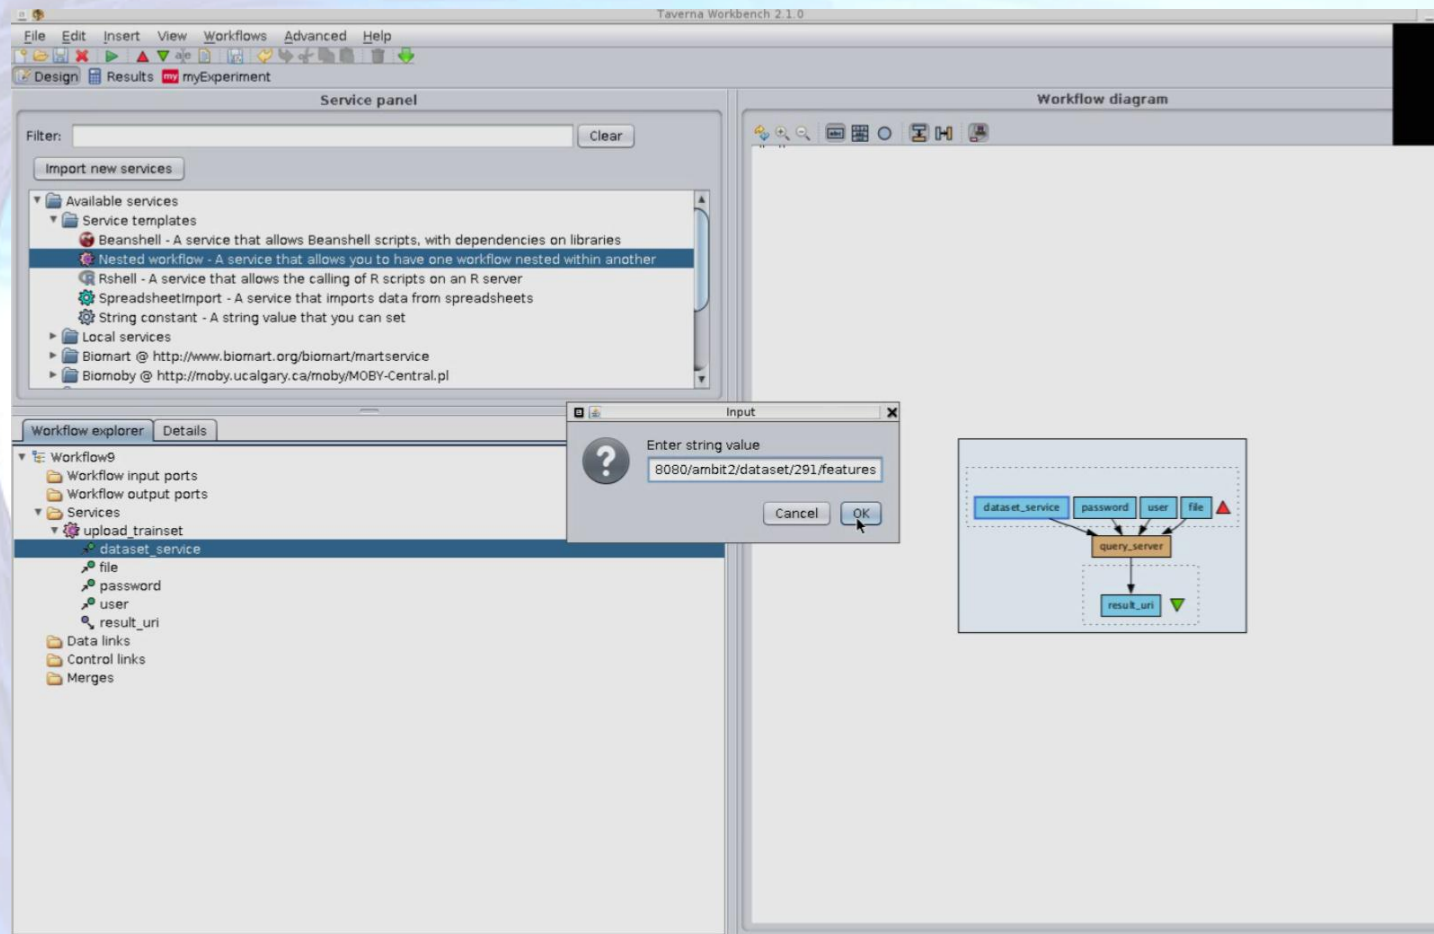 Taverna Workbench 2.1.0
File Edit Insert View Workflows Advanced Help
Design Results my myExperiment
Service panel
Filter: Clear
Import new services
Available services
Service templates
Beanshell - A service that allows Beanshell scripts, with dependencies on libraries
Nested workflow - A service that allows you to have one workflow nested within another
Rshell - A service that allows the calling of R scripts on an R server
SpreadsheetImport - A service that imports data from spreadsheets
String constant - A string value that you can set
Local services
Biomart @ http://www.biomart.org/biomart/martservice
Biomoby @ http://moby.ucalgary.ca/moby/MOBY-Central.pl
Workflow explorer Details
Workflow9
Workflow input ports
Workflow output ports
Services
upload_trainset
dataset_service
file
password
user
result_uri
Data links
Control links
Merges
Input
Enter string value
8080/ambit2/dataset/291/features
Cancel OK
Workflow diagram
dataset_service password user file
query_server
result_uri